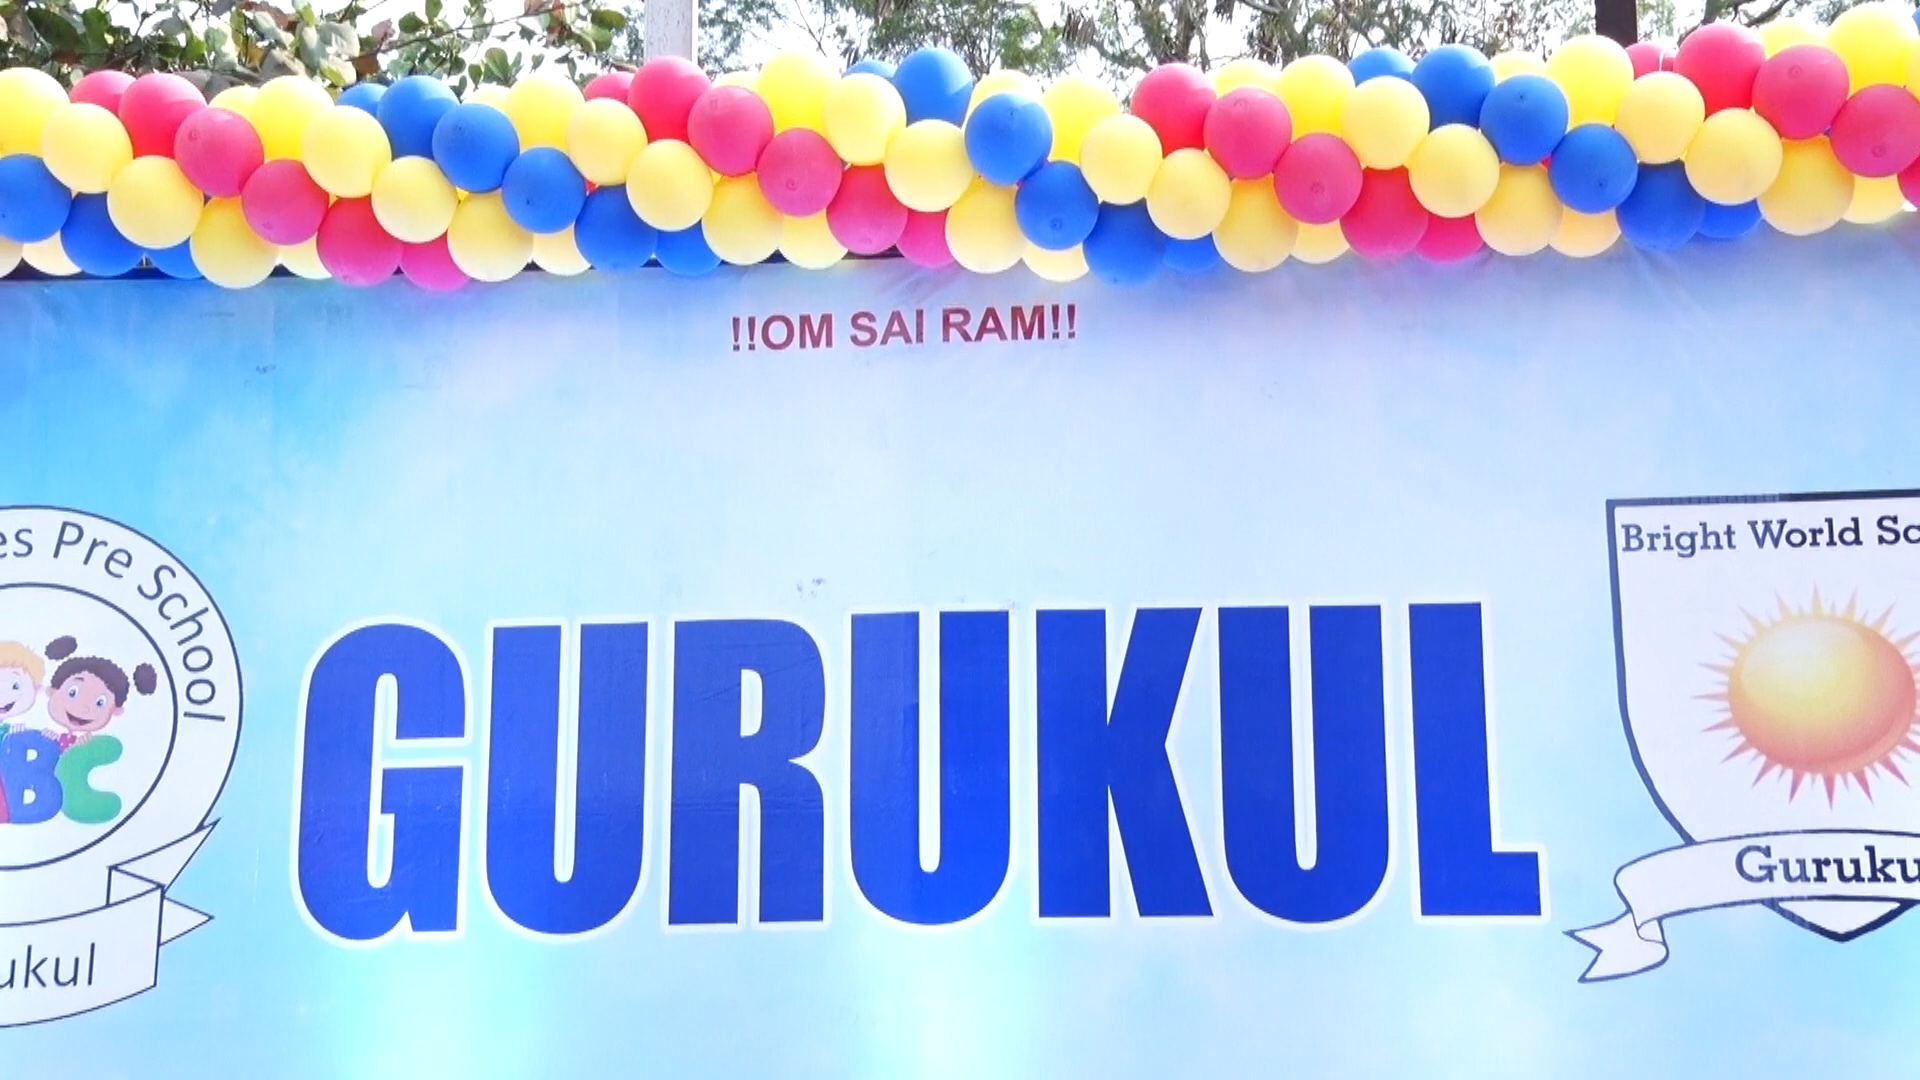 !!OM SAI RAM!!
es Pre School
BC
ukul
GURUKUL
Bright World Sc
Guruku